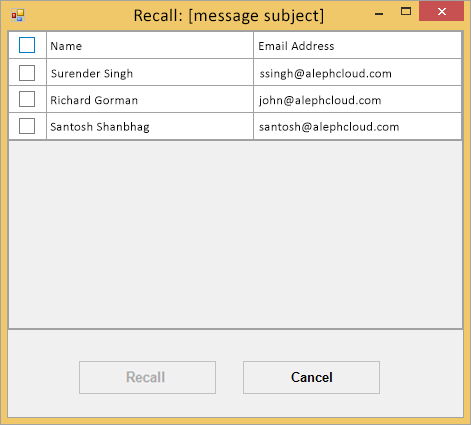 Recall: [message subject]
Name Email Address
Surender Singh ssingh@alephcloud.com
Richard Gorman john@alephcloud.com
Santosh Shanbhag santosh@alephcloud.com
Recall Cancel